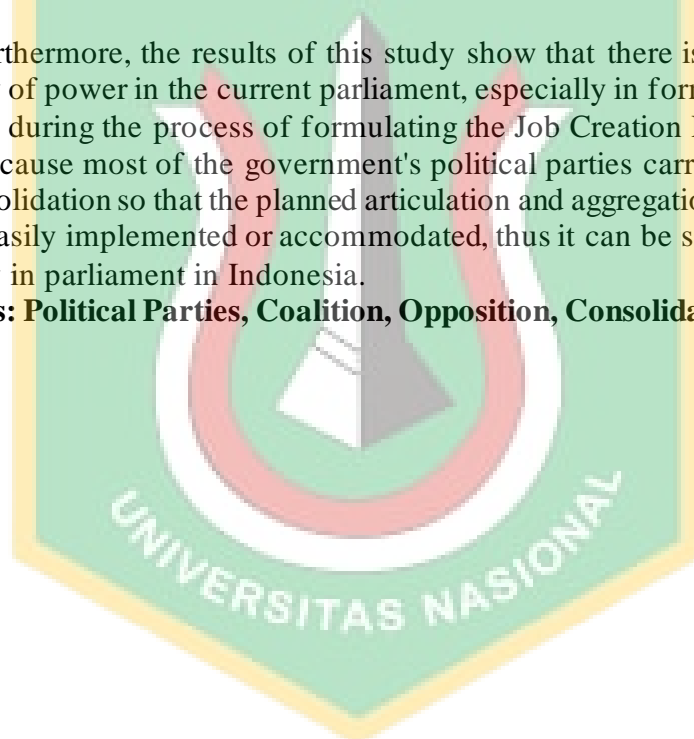 thermore, the results of this study show that there is
of power in the current parliament, especially in for
during the process of formulating the Job Creation
cause most of the government's political parties carr
olidation so that the planned articulation and aggregatio
asily implemented or accommodated, thus it can be s
in parliament in Indonesia.
s: Political Parties, Coalition, Opposition, Consolida
UNIVERSITAS NASIONAL